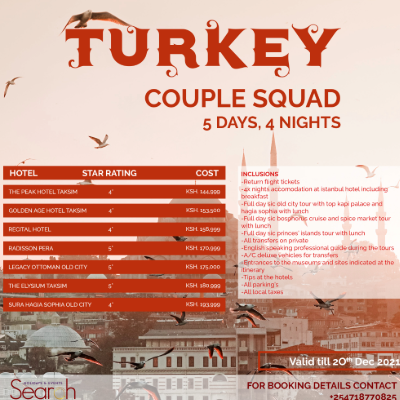 TURKEY
COUPLE SQUAD
5 DAYS, 4 NIGHTS
HOTEL STAR RATING COST
THE PEAK HOTEL TAKSIM 4* KSH 144,999
GOLDEN AGE HOTEL TAKSIM 4* KSH 153,500
RECITAL HOTEL 4* KSH 156,999
RADISSON PERA 5* KSH 170,999
LEGACY OTTOMAN OLD CITY 5* KSH 175,000
THE ELYSIUM TAKSIM 5* KSH 180,999
SURA HAGIA SOPHIA OLD CITY 4* KSH 193,999
INCLUSIONS
-Return flight tickets
-4x nights accomodation at Istanbul hotel including
breakfast
-Full day sic old city tour with top kapi palace and
hagia sophia with lunch
-Full day sic bosphorus cruise and spice market tour
with lunch
-Full day sic princes' islands tour with lunch
-All transfers on private
-English speaking professional guide during the tours
-A/C deluxe vehicles for transfers
-Entrances to the museums and sites indicated at the
itinerary
-Tips at the hotels
-All parking's
-All local taxes
Valid till 20th Dec 2021
Search
FOR BOOKING DETAILS CONTACT
+254718770825